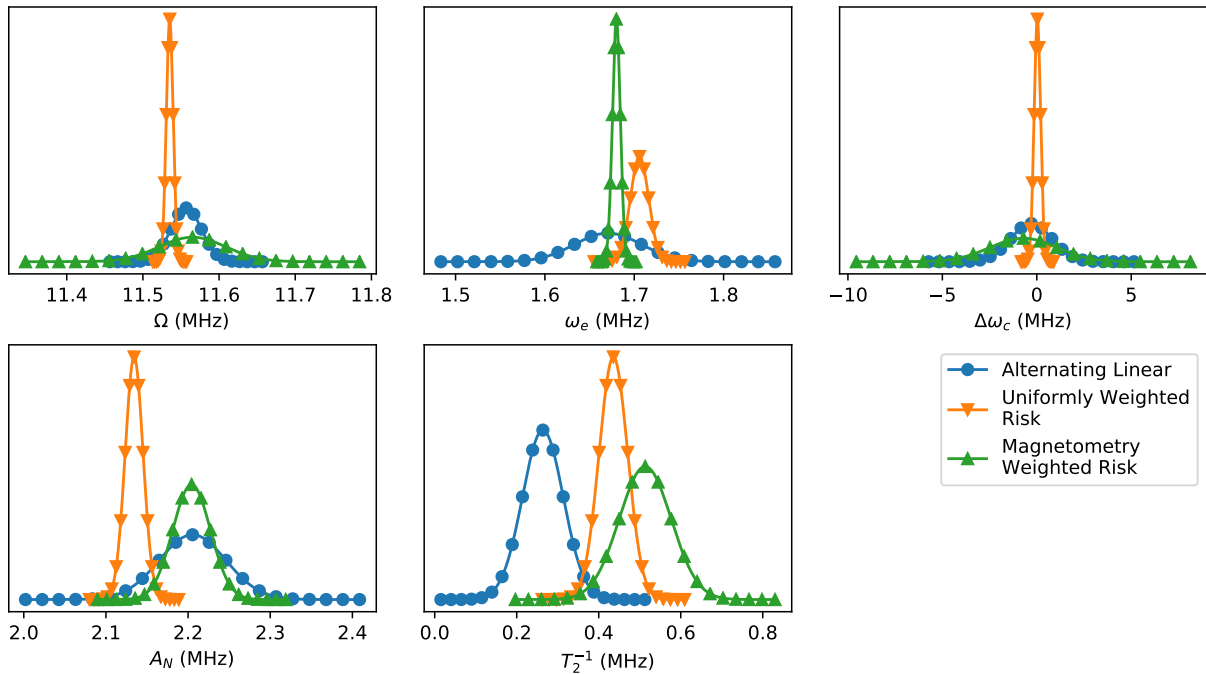 11.4 11.5 11.6 11.7 11.8
Ω (MHz)
1.5 1.6 1.7 1.8
ω_e (MHz)
−10 −5 0 5
Δω_c (MHz)
2.0 2.1 2.2 2.3 2.4
A_N (MHz)
0.0 0.2 0.4 0.6 0.8
T_2^{-1} (MHz)
Alternating Linear
Uniformly Weighted
Risk
Magnetometry
Weighted Risk